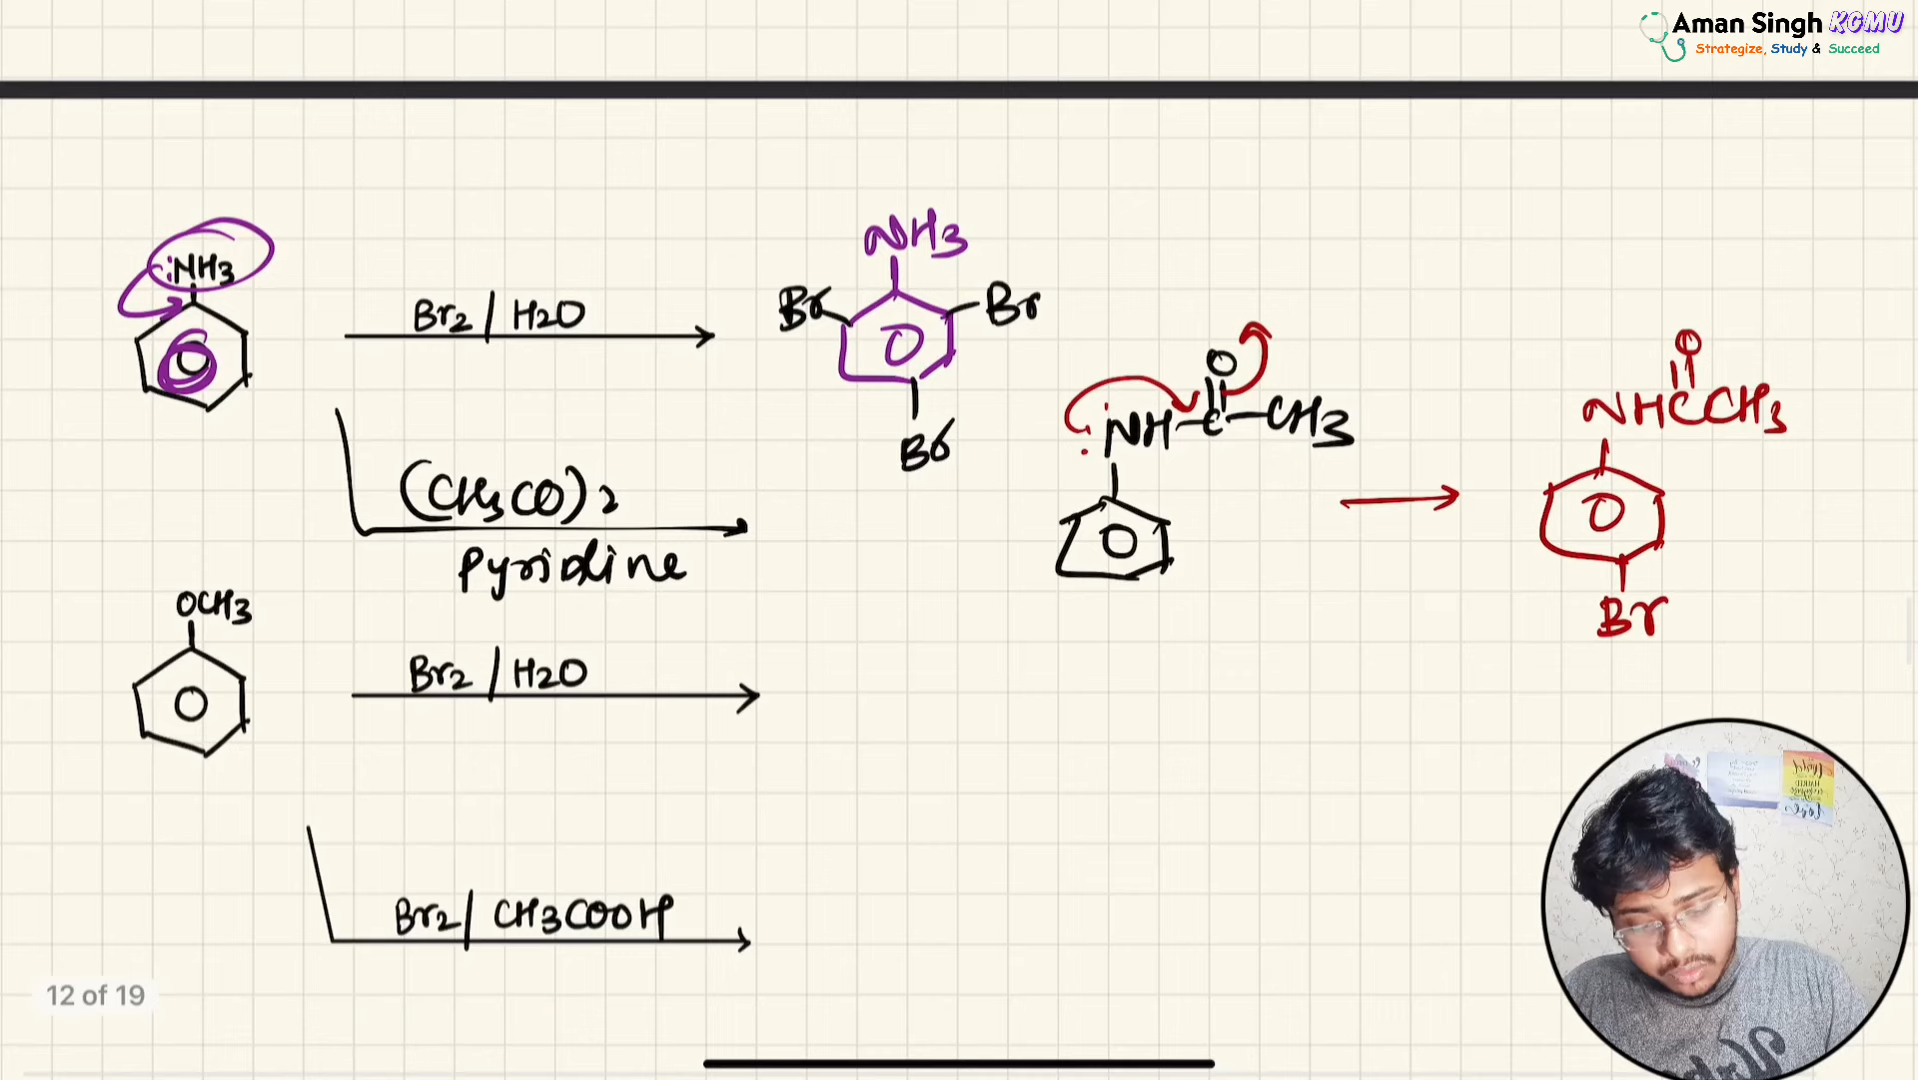 Aman Singh KGMU
Strategize, Study & Succeed
:NH3
Br2 / H2O
NH3
Br
Br
Br
(CH3CO)2
Pyridine
O
NH-C-CH3
O
NHCCH3
Br
OCH3
Br2 / H2O
Br2 / CH3COOH
12 of 19